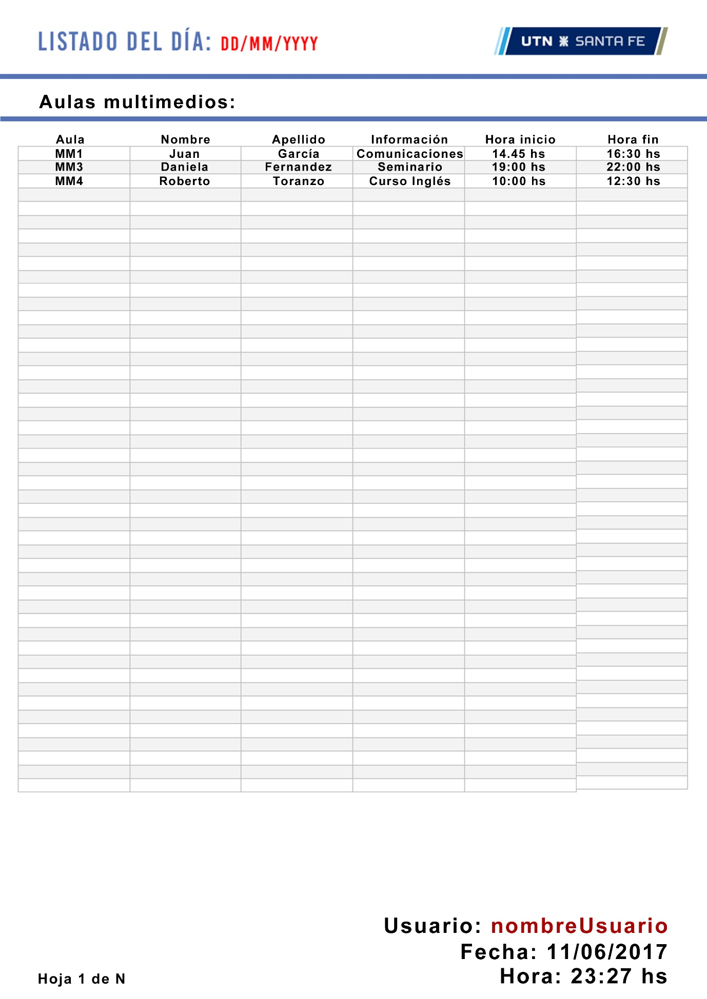 LISTADO DEL DÍA: DD/MM/YYYY
UTN SANTA FE
Aulas multimedios:
Aula Nombre Apellido Información Hora inicio Hora fin
MM1 Juan García Comunicaciones 14.45 hs 16:30 hs
MM3 Daniela Fernandez Seminario 19:00 hs 22:00 hs
MM4 Roberto Toranzo Curso Inglés 10:00 hs 12:30 hs
Usuario: nombreUsuario
Fecha: 11/06/2017
Hora: 23:27 hs
Hoja 1 de N